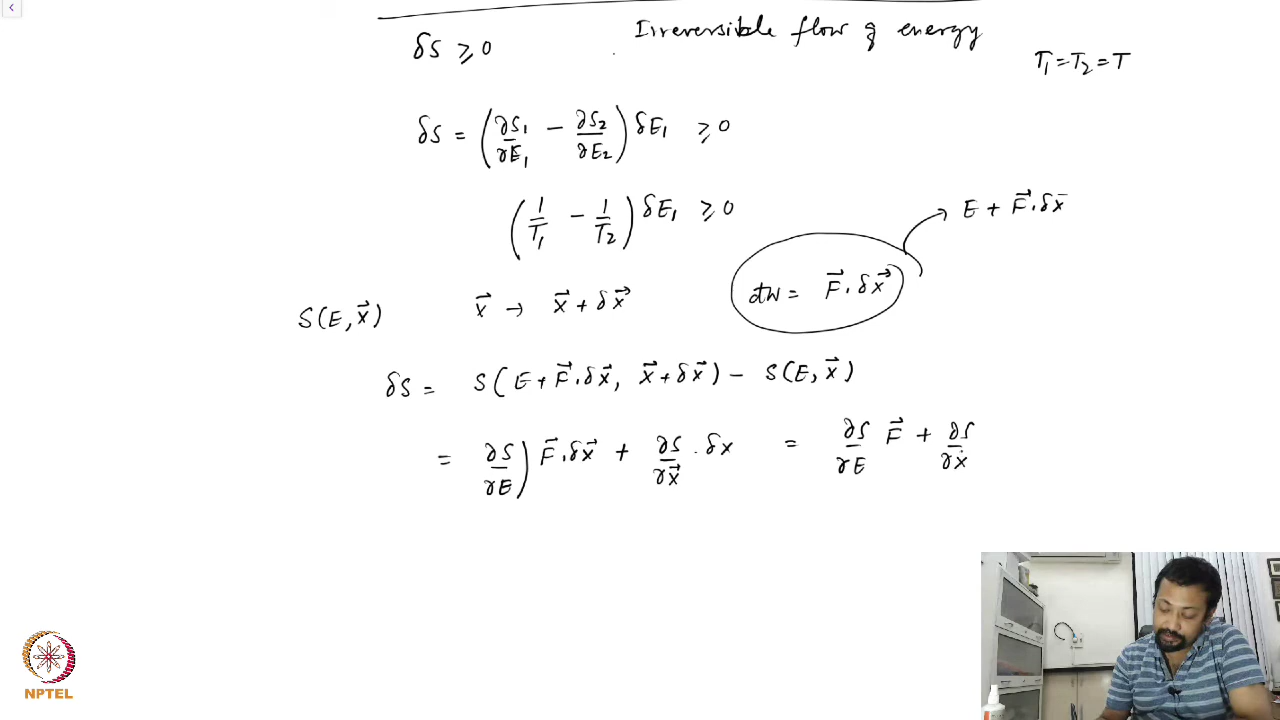 δS ⩾ 0
Irreversible flow of energy
T₁ = T₂ = T
δS = (∂S₁/∂E₁ − ∂S₂/∂E₂) δE₁ ⩾ 0
(1/T₁ − 1/T₂) δE₁ ⩾ 0
E + F⃗.δx̄
đW = F⃗.δx⃗
S(E, x⃗)
x⃗ → x⃗ + δx⃗
δS = S(E + F⃗.δx⃗, x⃗ + δx⃗) − S(E, x⃗)
= ∂S/∂E) F⃗.δx⃗ + ∂S/∂x⃗ . δx = ∂S/∂E F⃗ + ∂S/∂x
NPTEL